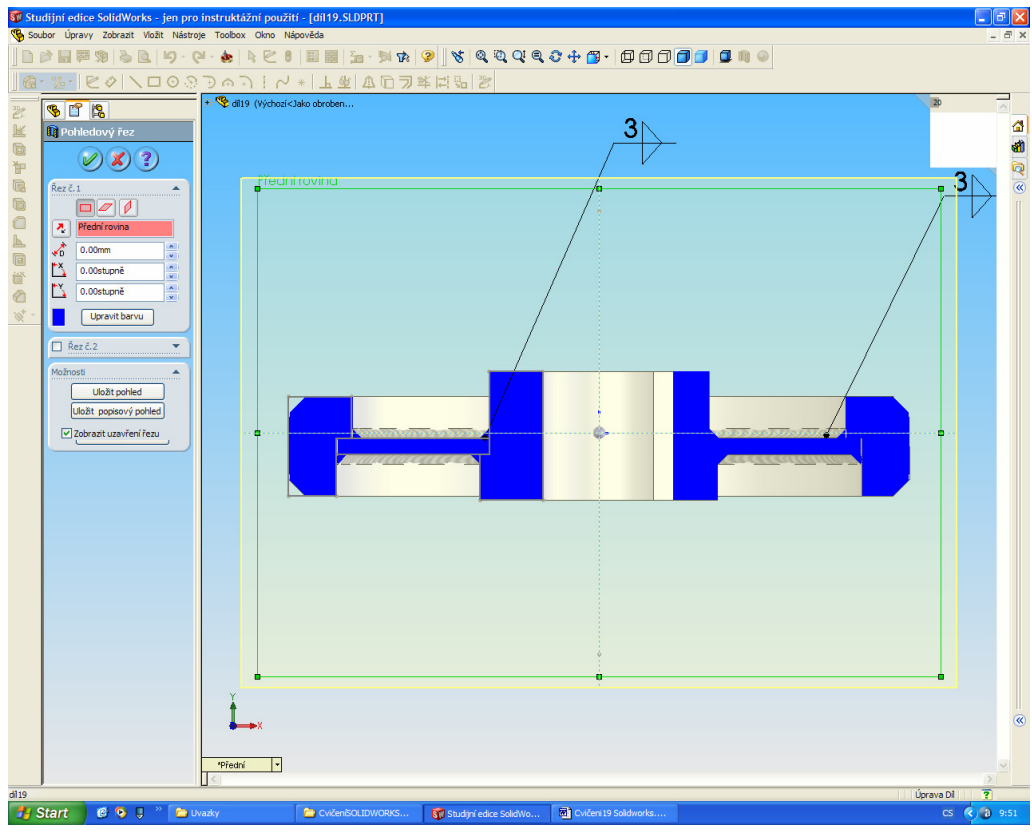 Studijní edice SolidWorks - jen pro instruktážní použití - [díl19.SLDPRT]
Soubor Úpravy Zobrazit Vložit Nástroje Toolbox Okno Nápověda
díl19 (Výchozí<Jako obroben...
2D
Pohledový řez
Řez č.1
Přední rovina
0.00mm
0.00stupně
0.00stupně
Upravit barvu
Řez č.2
Možnosti
Uložit pohled
Uložit popisový pohled
Zobrazit uzavření řezu
Přední rovina
3
3
Y
X
*Přední
díl19
Úprava Díl
Start
Uvazky
CvičeníSOLIDWORKS...
Studijní edice SolidWo...
Cvičení19 Solidworks....
CS
9:51